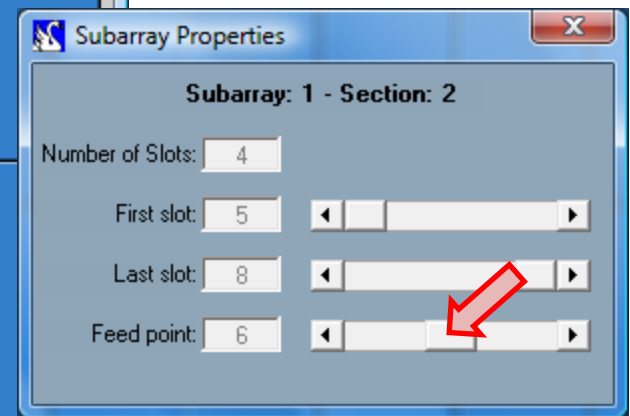 Subarray Properties
Subarray: 1 - Section: 2
Number of Slots: 4
First slot: 5
Last slot: 8
Feed point: 6